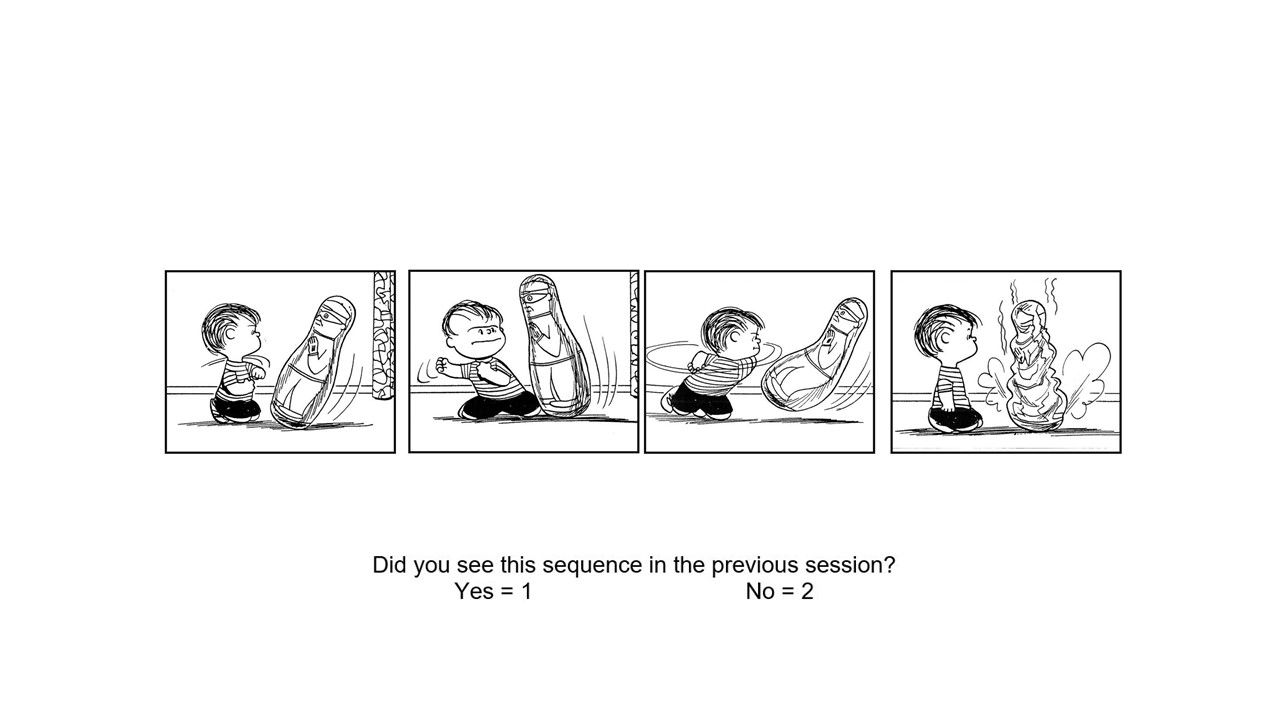 Did you see this sequence in the previous session?
Yes = 1 No = 2